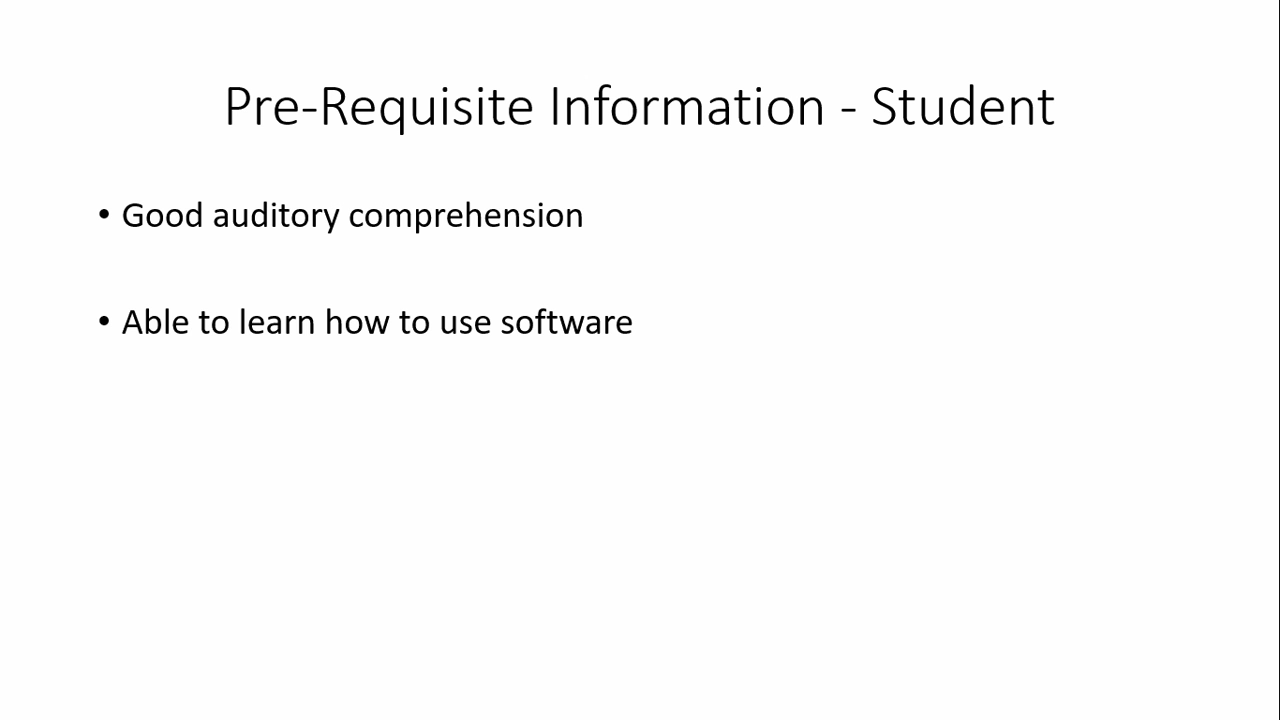 Pre-Requisite Information - Student
• Good auditory comprehension
• Able to learn how to use software